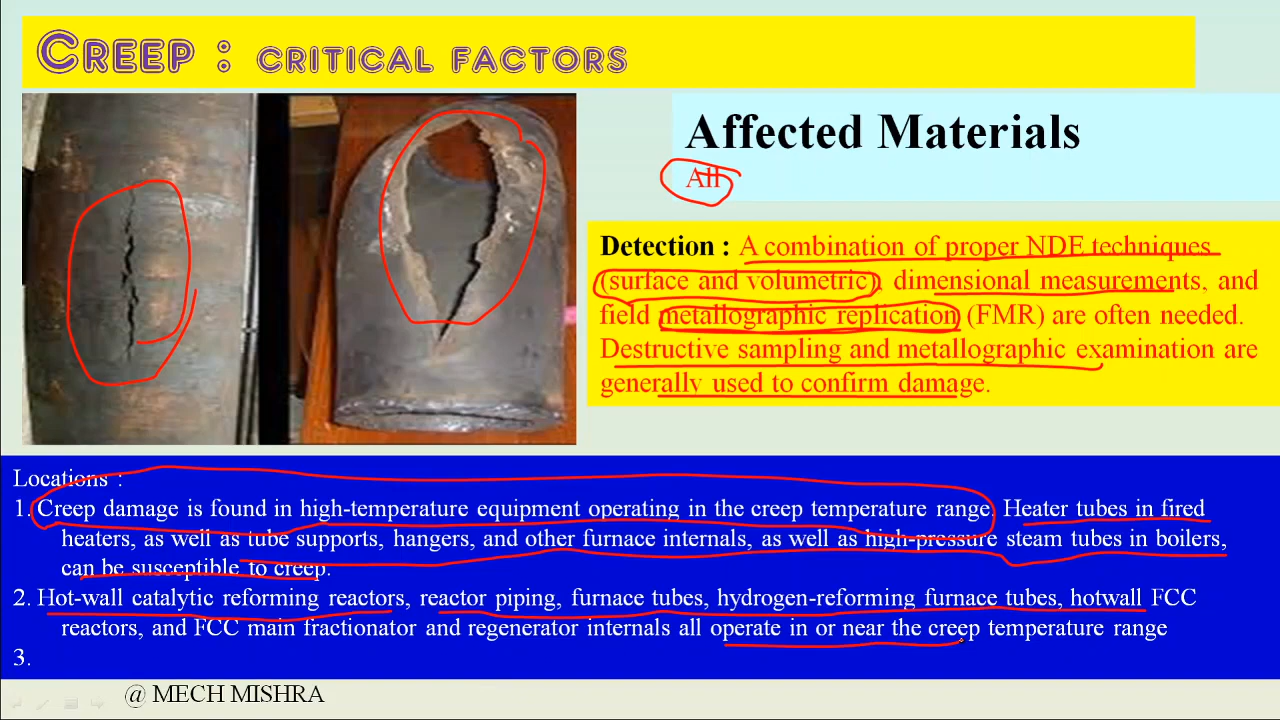 CREEP : CRITICAL FACTORS
Affected Materials
All
Detection : A combination of proper NDE techniques
(surface and volumetric), dimensional measurements, and
field metallographic replication (FMR) are often needed.
Destructive sampling and metallographic examination are
generally used to confirm damage.
Locations :
1. Creep damage is found in high-temperature equipment operating in the creep temperature range. Heater tubes in fired
heaters, as well as tube supports, hangers, and other furnace internals, as well as high-pressure steam tubes in boilers,
can be susceptible to creep.
2. Hot-wall catalytic reforming reactors, reactor piping, furnace tubes, hydrogen-reforming furnace tubes, hotwall FCC
reactors, and FCC main fractionator and regenerator internals all operate in or near the creep temperature range
3.
@ MECH MISHRA